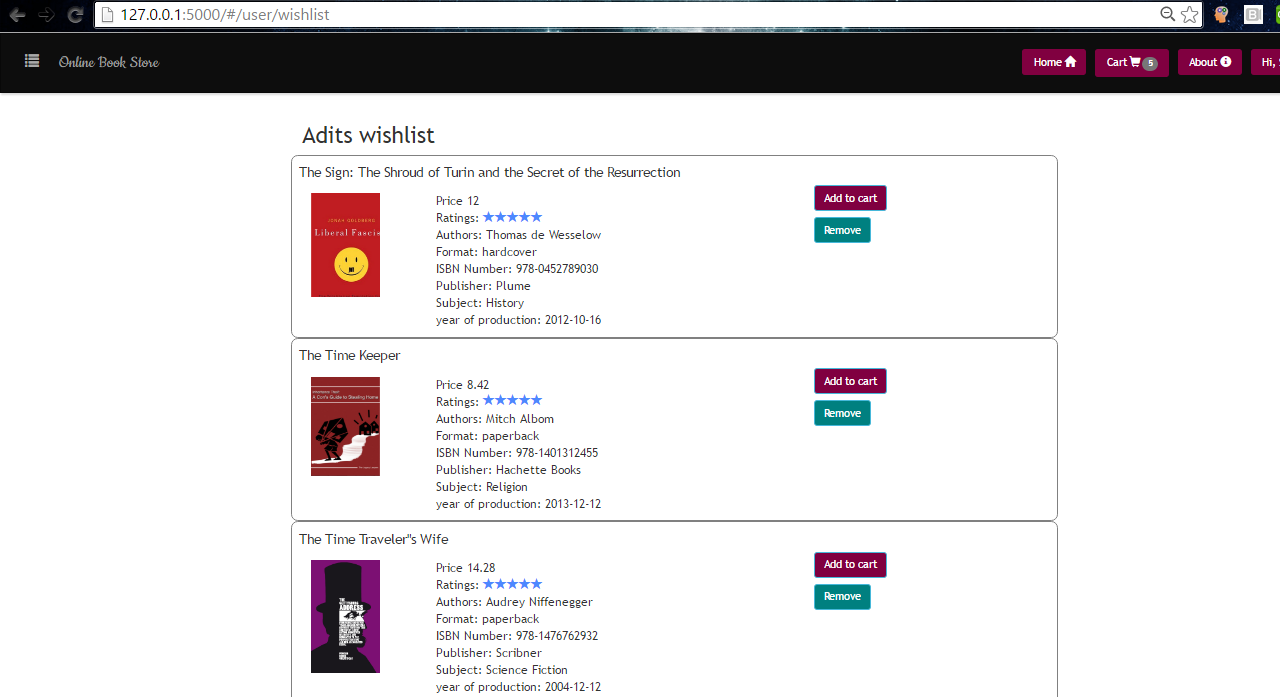 127.0.0.1:5000/#/user/wishlist
Online Book Store
Home
Cart 5
About
Hi,
Adits wishlist
The Sign: The Shroud of Turin and the Secret of the Resurrection
JONAH GOLDBERG
Liberal Fascis
Price 12
Ratings:
Authors: Thomas de Wesselow
Format: hardcover
ISBN Number: 978-0452789030
Publisher: Plume
Subject: History
year of production: 2012-10-16
Add to cart
Remove
The Time Keeper
A Con's Guide to Stealing Home
Price 8.42
Ratings:
Authors: Mitch Albom
Format: paperback
ISBN Number: 978-1401312455
Publisher: Hachette Books
Subject: Religion
year of production: 2013-12-12
Add to cart
Remove
The Time Traveler"s Wife
THE
ADDRESS
Price 14.28
Ratings:
Authors: Audrey Niffenegger
Format: paperback
ISBN Number: 978-1476762932
Publisher: Scribner
Subject: Science Fiction
year of production: 2004-12-12
Add to cart
Remove